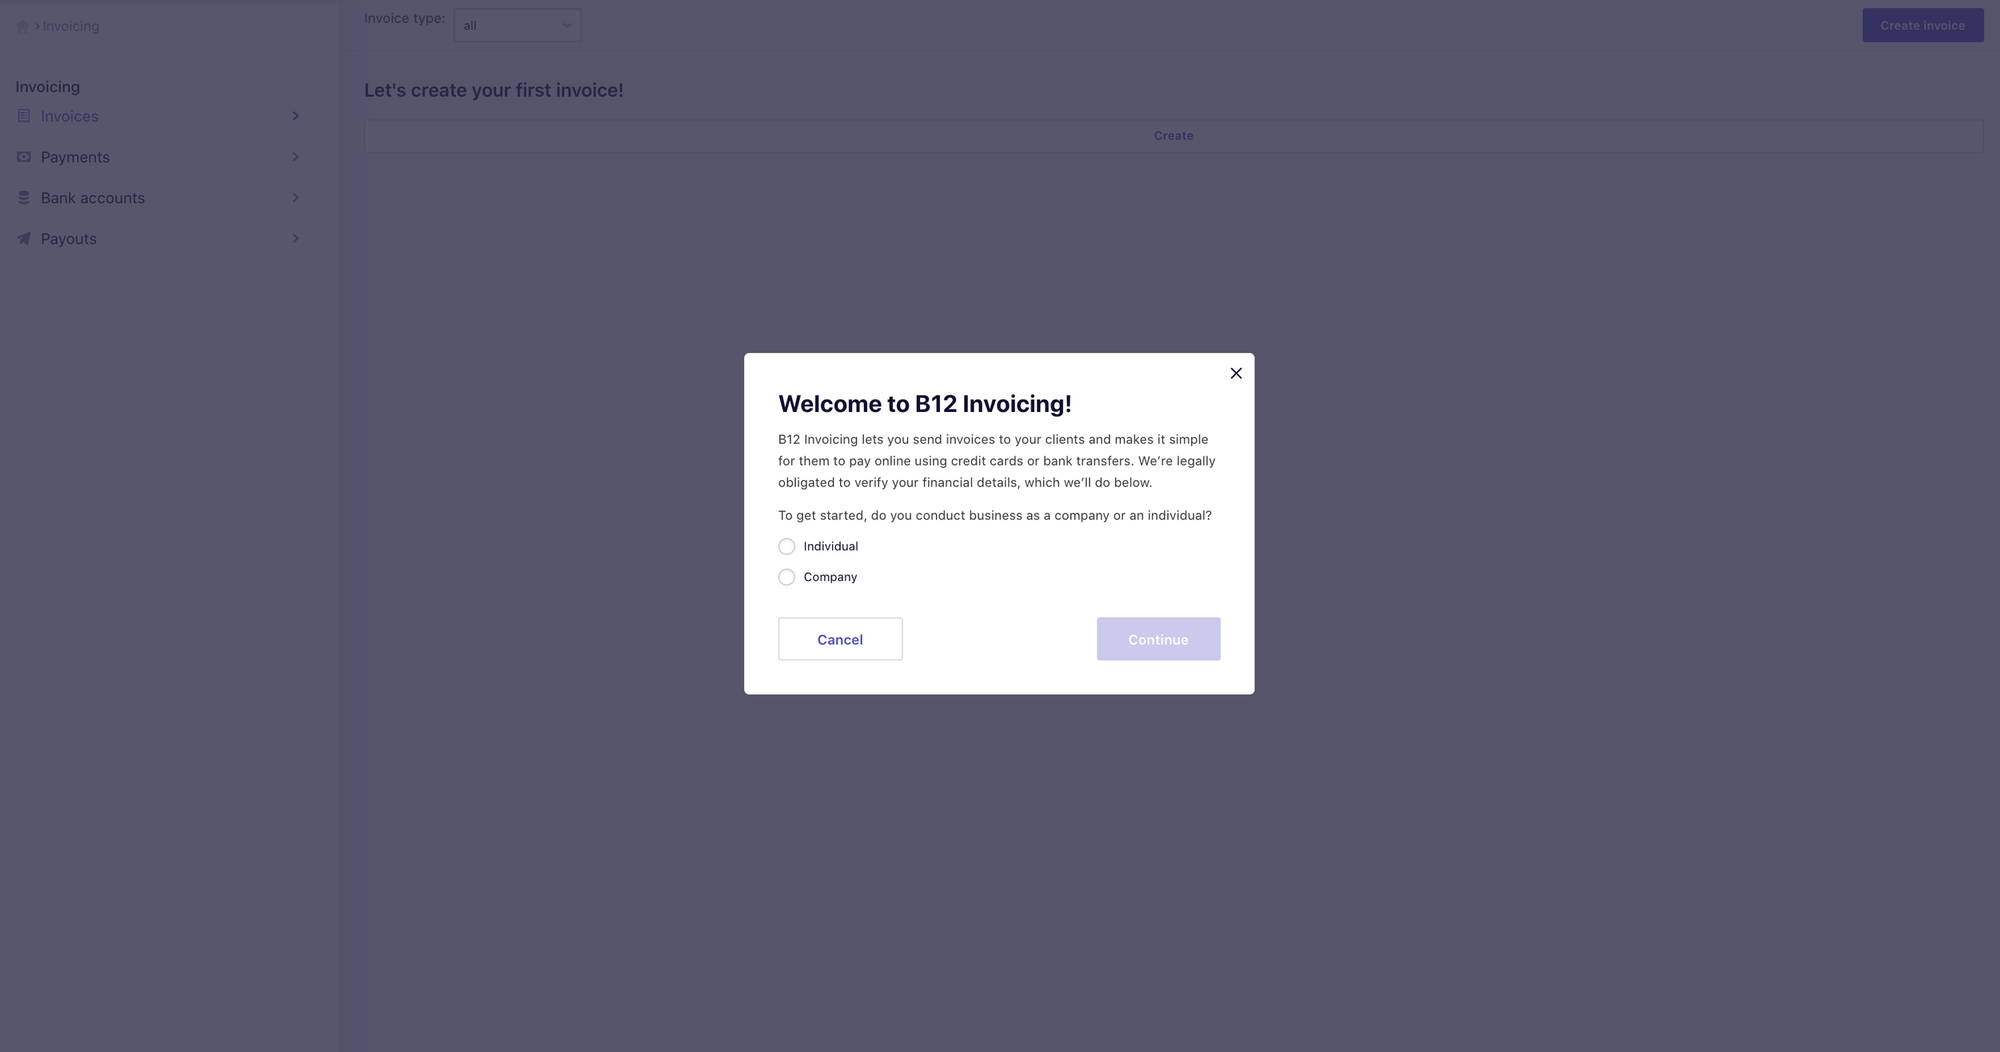 > Invoicing
Invoicing
Invoices
Payments
Bank accounts
Payouts
Invoice type:
all
Create invoice
Let's create your first invoice!
Create
Welcome to B12 Invoicing!
B12 Invoicing lets you send invoices to your clients and makes it simple
for them to pay online using credit cards or bank transfers. We’re legally
obligated to verify your financial details, which we’ll do below.
To get started, do you conduct business as a company or an individual?
Individual
Company
Cancel
Continue